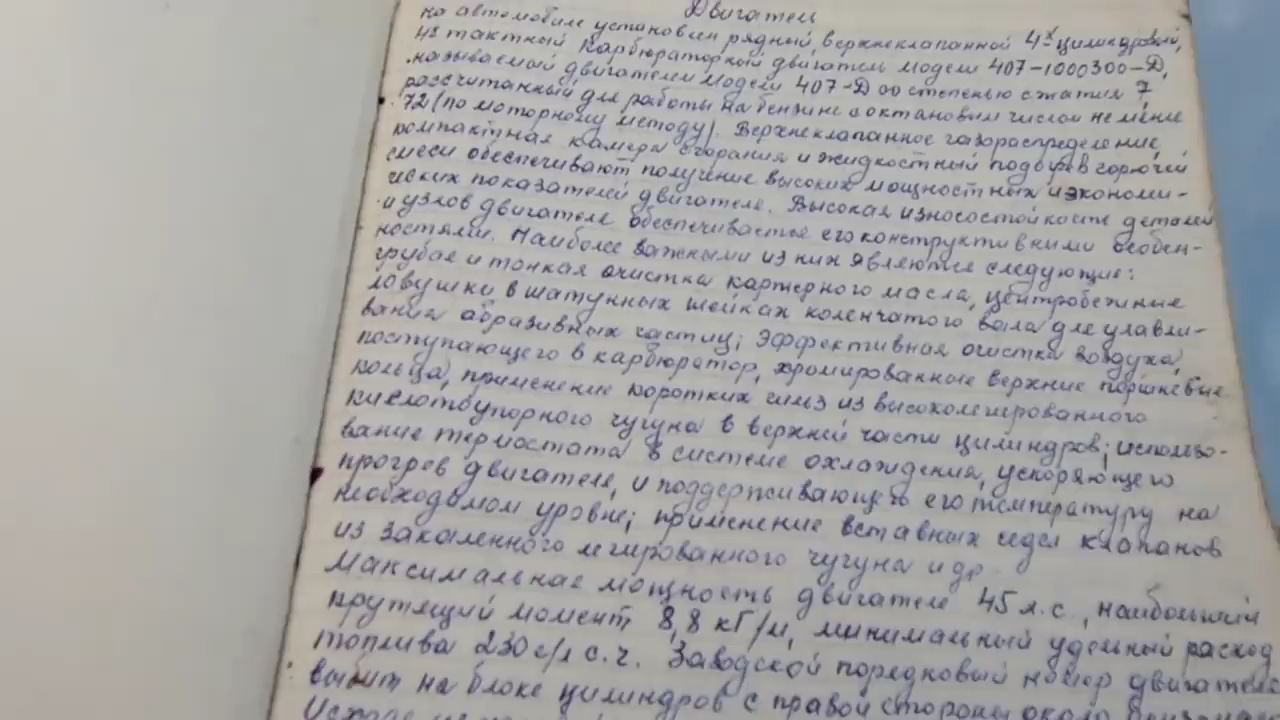 Двигатель
на автомобиле установлен рядный, верхнеклапанной 4х цилиндровый,
4х тактный карбюраторный двигатель модели 407-1000300-Д,
называемый двигателем модели 407-Д со степенью сжатия 7
рассчитанный для работы на бензине с октановым числом не менее
72 (по моторному методу). Верхнеклапанное газораспределение,
компактная камера сгорания и жидкостный подогрев горючей
смеси обеспечивают получение высоких мощностных и экономи-
ческих показателей двигателя. Высокая износостойкость деталей
и узлов двигателя обеспечивается его конструктивними особен-
ностями. Наиболее важными из них являются следующие:
грубая и тонкая очистка картерного масла, центробежные
ловушки в шатунных шейках коленчатого вала для улавли-
вания абразивных частиц; эффективная очистка воздуха,
поступающего в карбюратор, хромированные верхние поршневые
кольца, применение коротких гильз из высоколегированного
кислотоупорного чугуна в верхней части цилиндров; использо-
вание термостата в системе охлаждения, ускоряющего
прогрев двигателя, и поддерживающего его температуру на
необходимом уровне; применение вставных седел клапанов
из закаленного легированного чугуна и др.
Максимальная мощность двигателя 45 л.с., наибольший
крутящий момент 8,8 кГ/м, минимальный удельный расход
топлива 230 г/л с.ч. Заводской порядковый номер двигателя
выбит на блоке цилиндров с правой стороны около